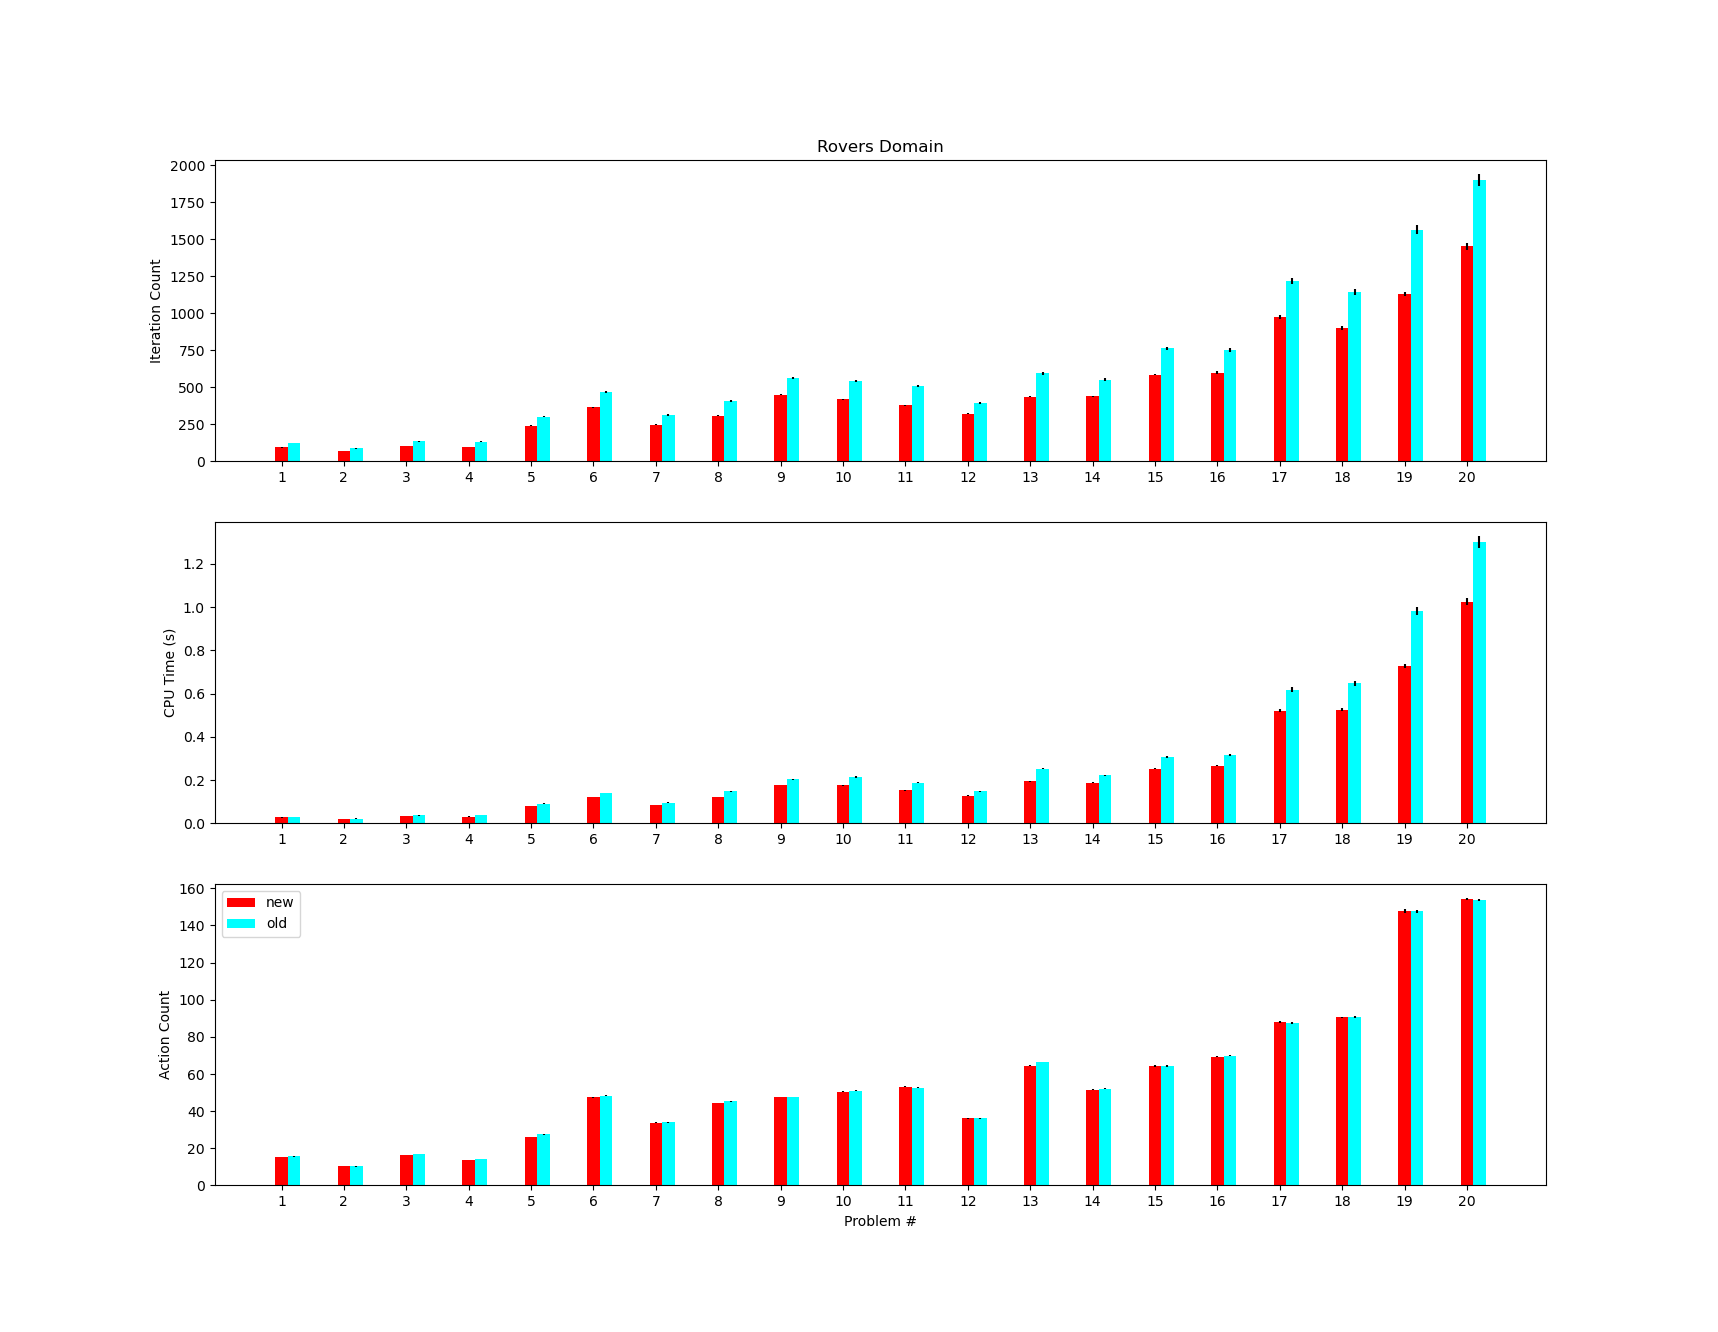 Rovers Domain
2000
1750
1500
1250
1000
750
500
250
0
Iteration Count
1 2 3 4 5 6 7 8 9 10 11 12 13 14 15 16 17 18 19 20
1.2
1.0
0.8
0.6
0.4
0.2
0.0
CPU Time (s)
1 2 3 4 5 6 7 8 9 10 11 12 13 14 15 16 17 18 19 20
160
140
120
100
80
60
40
20
0
Action Count
new
old
1 2 3 4 5 6 7 8 9 10 11 12 13 14 15 16 17 18 19 20
Problem #